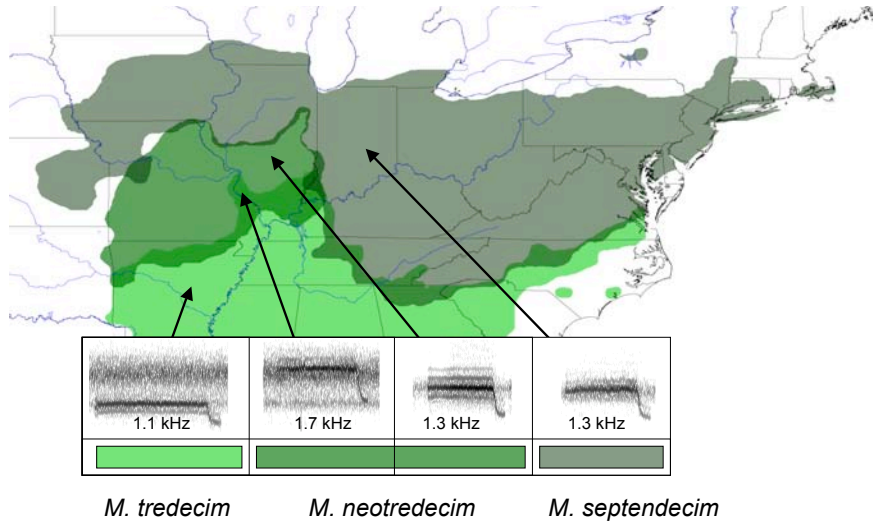 1.1 kHz 1.7 kHz 1.3 kHz 1.3 kHz
M. tredecim M. neotredecim M. septendecim